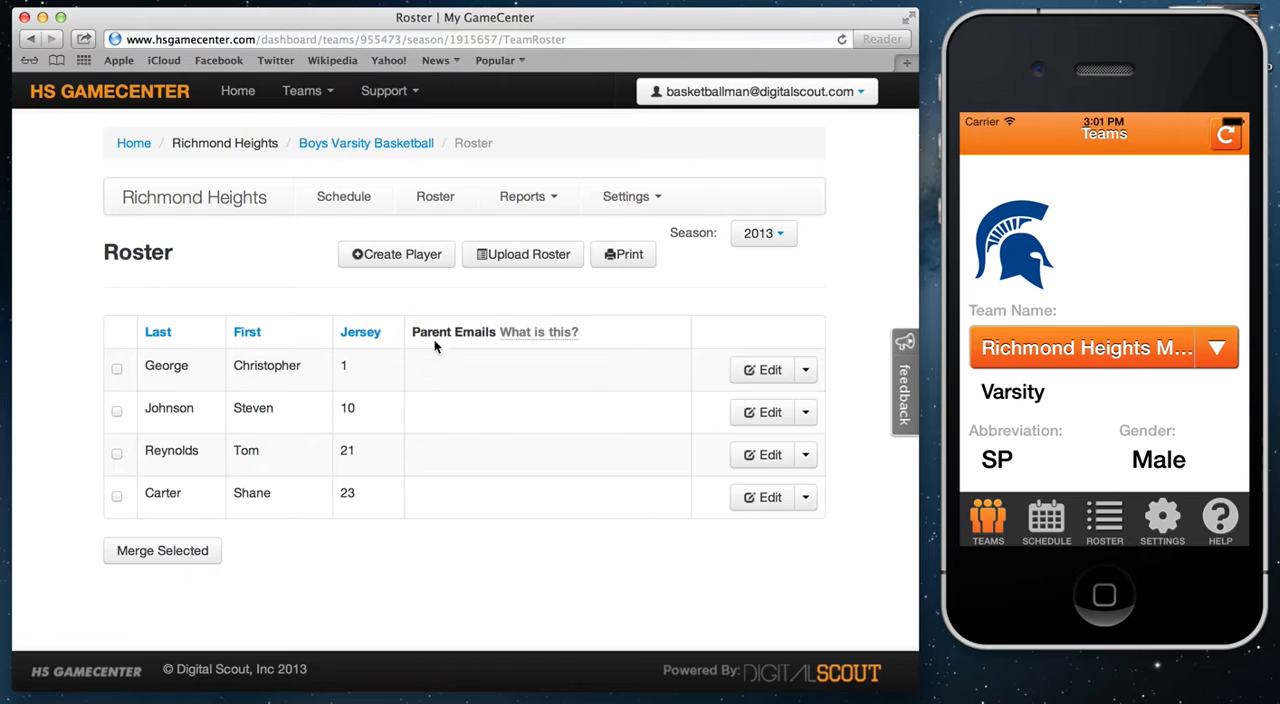 Roster | My GameCenter
www.hsgamecenter.com/dashboard/teams/955473/season/1915657/TeamRoster
Reader
Apple iCloud Facebook Twitter Wikipedia Yahoo! News Popular
HS GAMECENTER Home Teams Support basketballman@digitalscout.com
Home / Richmond Heights / Boys Varsity Basketball / Roster
Richmond Heights Schedule Roster Reports Settings
Season: 2013
Roster Create Player Upload Roster Print
Last First Jersey Parent Emails What is this?
George Christopher 1 Edit
Johnson Steven 10 Edit
Reynolds Tom 21 Edit
Carter Shane 23 Edit
Merge Selected
feedback
HS GAMECENTER © Digital Scout, Inc 2013 Powered By: DIGITALSCOUT
Carrier 3:01 PM
Teams
Team Name:
Richmond Heights M...
Varsity
Abbreviation: Gender:
SP Male
TEAMS SCHEDULE ROSTER SETTINGS HELP